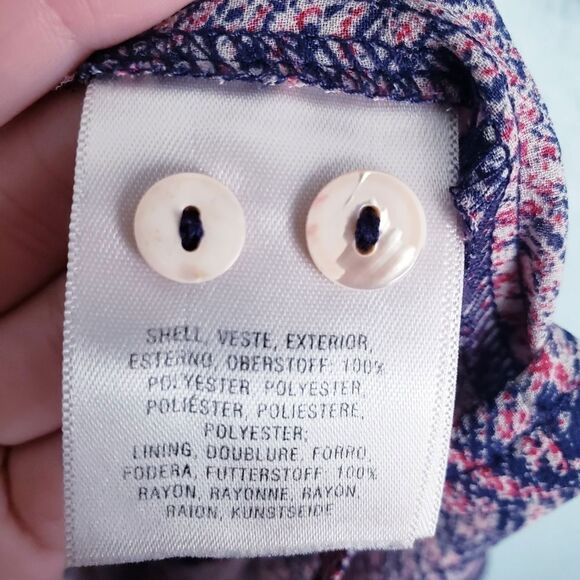 SHELL, VESTE, EXTERIOR,
ESTERNO, OBERSTOFF: 100%
POLYESTER, POLYESTER,
POLIÉSTER, POLIESTERE,
POLYESTER;
LINING, DOUBLURE, FORRO,
FODERA, FUTTERSTOFF: 100%
RAYON, RAYONNE, RAYÓN,
RAION, KUNSTSEIDE